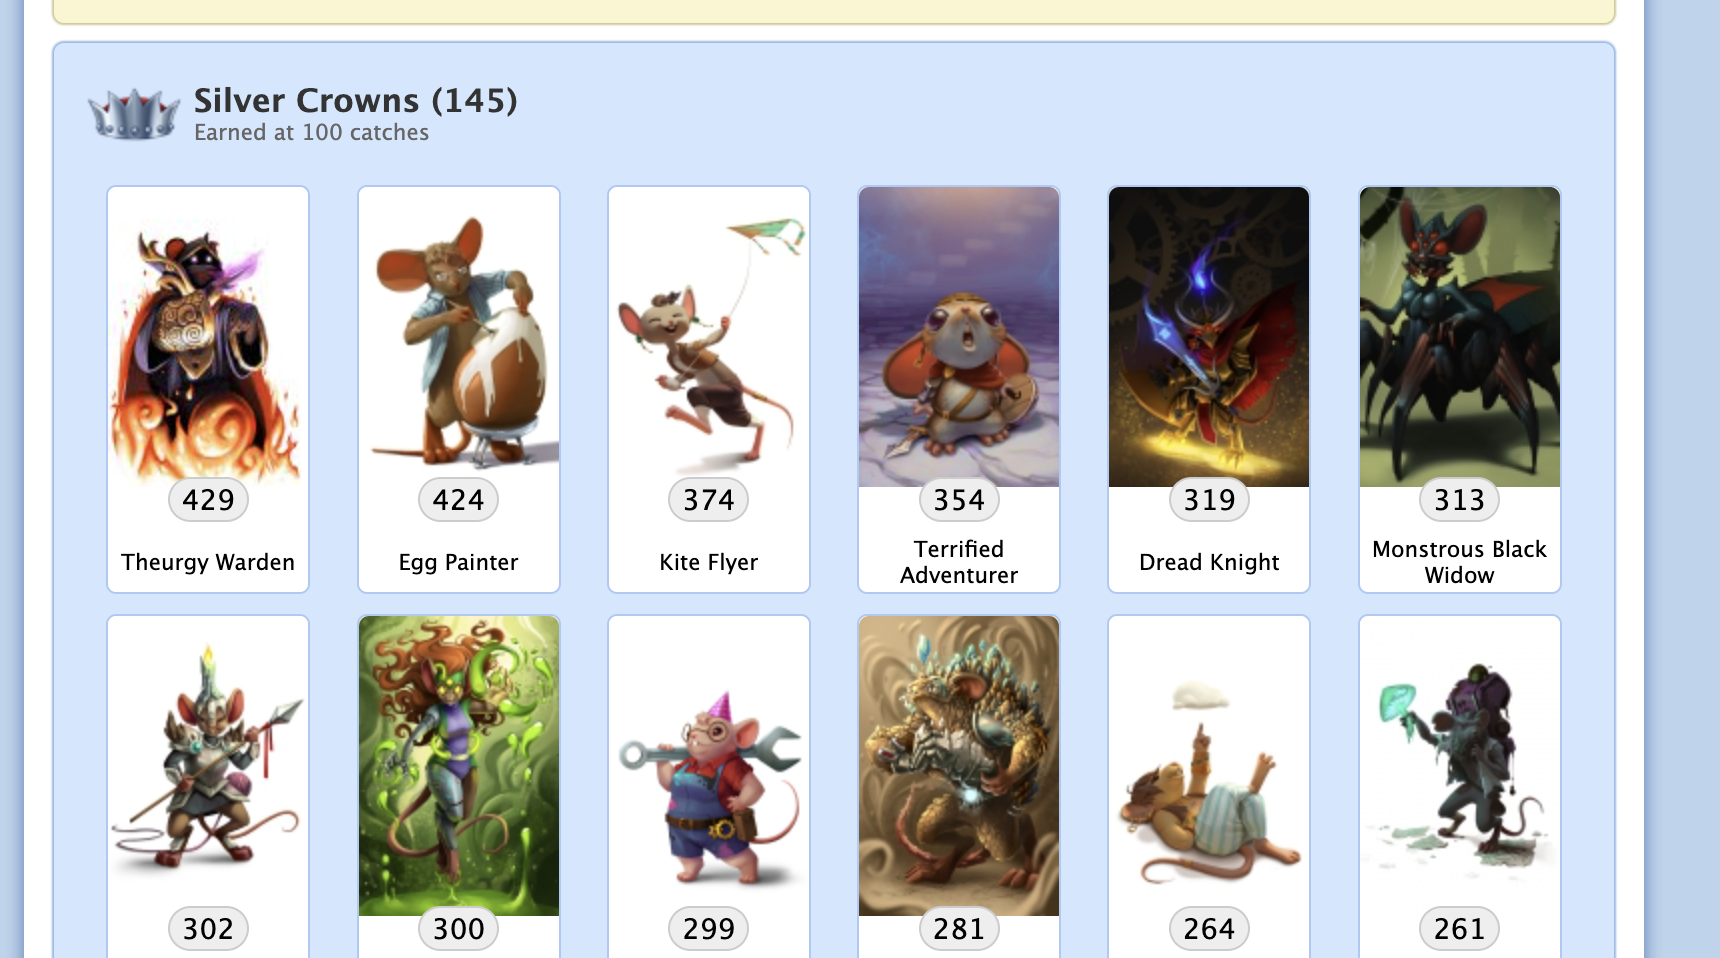 Silver Crowns (145)
Earned at 100 catches
429
424
374
354
319
313
Theurgy Warden
Egg Painter
Kite Flyer
Terrified
Adventurer
Dread Knight
Monstrous Black
Widow
302
300
299
281
264
261